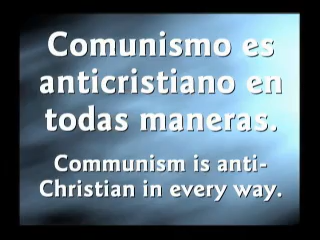 Comunismo es
anticristiano en
todas maneras.
Communism is anti-
Christian in every way.